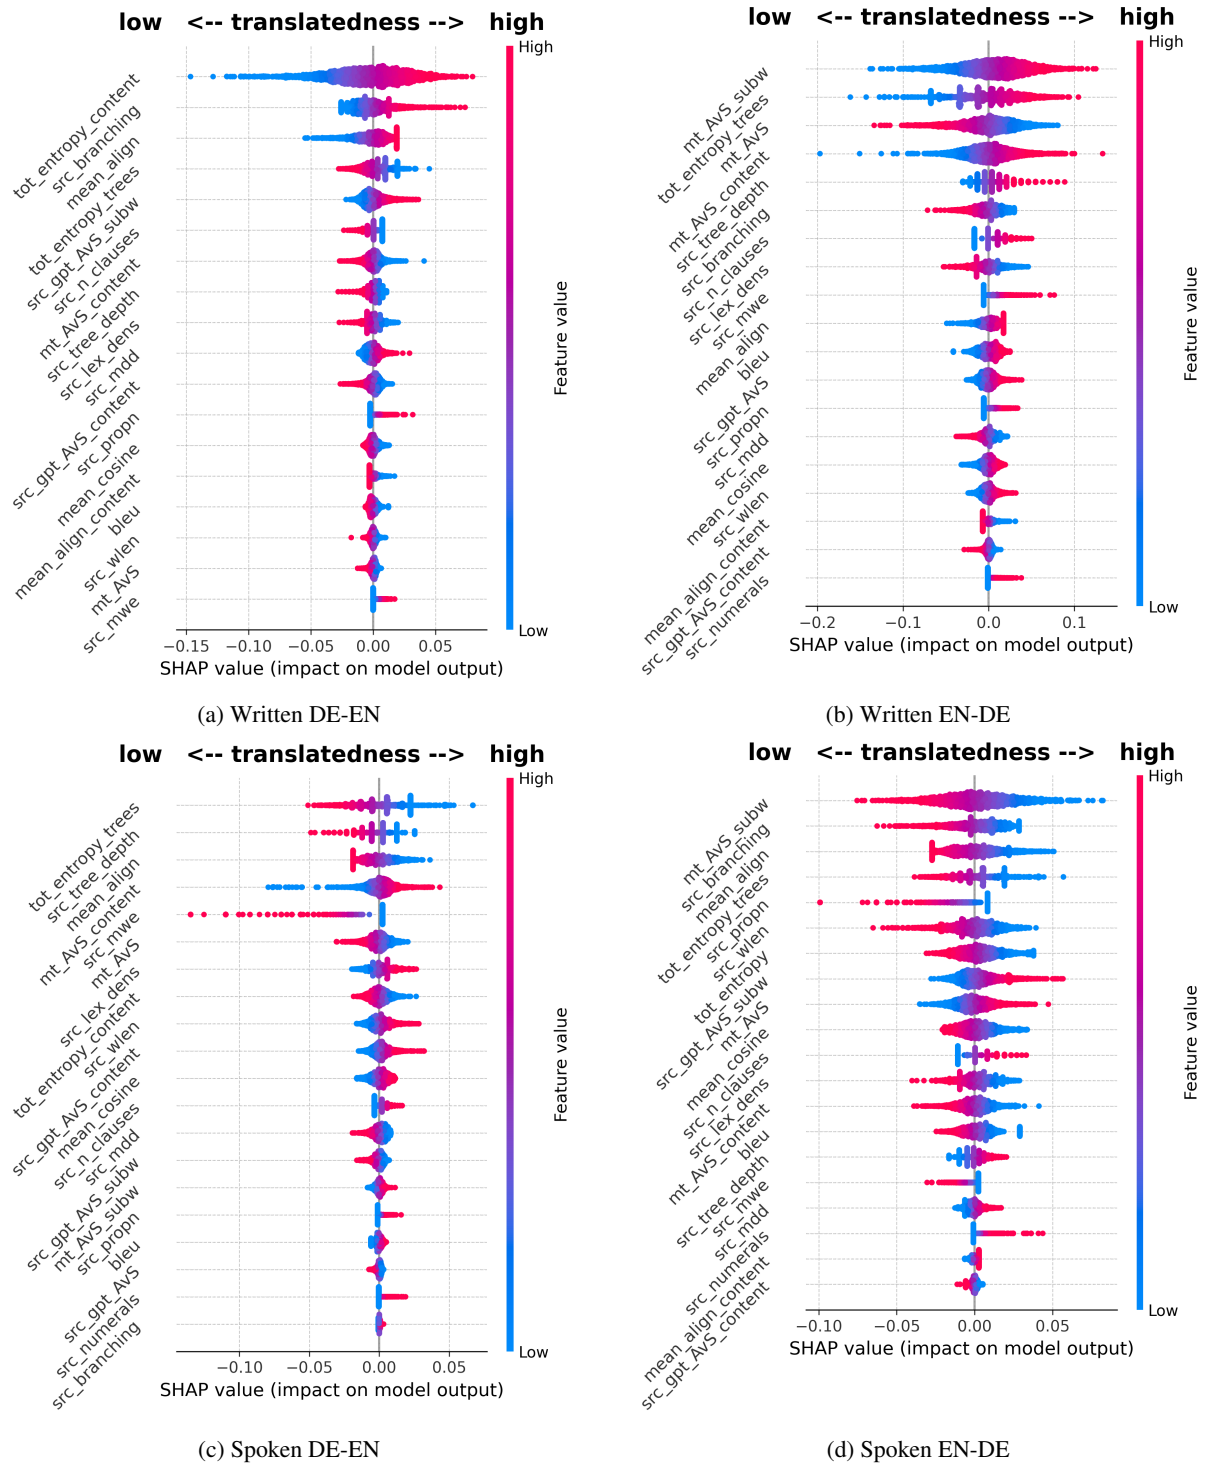 low <-- translatedness --> high
High
tot_entropy_content
src_branching
mean_align
tot_entropy_trees
src_gpt_AvS_subw
src_n_clauses
mt_AvS_content
src_tree_depth
src_lex_dens
src_mdd
src_gpt_AvS_content
src_propn
mean_cosine
mean_align_content
bleu
src_wlen
mt_AvS
src_mwe
Feature value
Low
−0.15 −0.10 −0.05 0.00 0.05
SHAP value (impact on model output)
(a) Written DE-EN
low <-- translatedness --> high
High
mt_AvS_subw
tot_entropy_trees
mt_AvS
mt_AvS_content
src_tree_depth
src_branching
src_n_clauses
src_lex_dens
src_mwe
mean_align
bleu
src_gpt_AvS
src_propn
src_mdd
mean_cosine
src_wlen
mean_align_content
src_gpt_AvS_content
src_numerals
Feature value
Low
−0.2 −0.1 0.0 0.1
SHAP value (impact on model output)
(b) Written EN-DE
low <-- translatedness --> high
High
tot_entropy_trees
src_tree_depth
mean_align
mt_AvS_content
src_mwe
mt_AvS
src_lex_dens
tot_entropy_content
src_wlen
src_gpt_AvS_content
mean_cosine
src_n_clauses
src_mdd
src_gpt_AvS_subw
mt_AvS_subw
src_propn
bleu
src_gpt_AvS
src_numerals
src_branching
Feature value
Low
−0.10 −0.05 0.00 0.05
SHAP value (impact on model output)
(c) Spoken DE-EN
low <-- translatedness --> high
High
mt_AvS_subw
src_branching
mean_align
tot_entropy_trees
src_propn
src_wlen
tot_entropy
src_gpt_AvS_subw
mt_AvS
mean_cosine
src_n_clauses
src_lex_dens
mt_AvS_content
bleu
src_tree_depth
src_mwe
src_mdd
src_numerals
mean_align_content
src_gpt_AvS_content
Feature value
Low
−0.10 −0.05 0.00 0.05
SHAP value (impact on model output)
(d) Spoken EN-DE